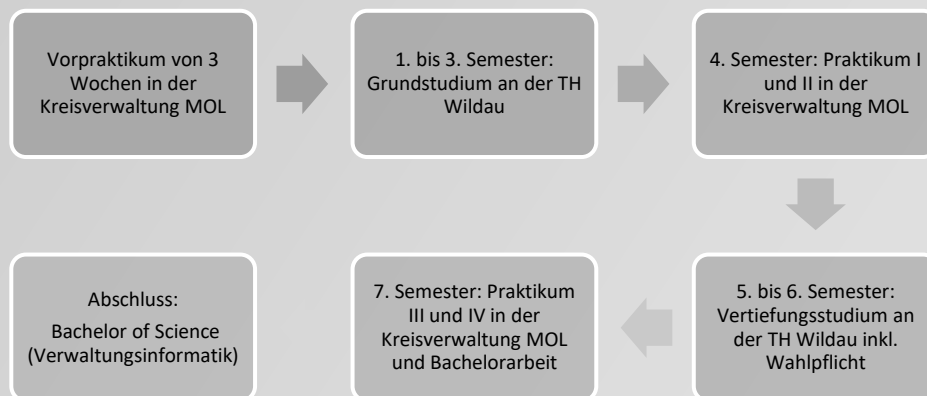 Vorpraktikum von 3
Wochen in der
Kreisverwaltung MOL
1. bis 3. Semester:
Grundstudium an der TH
Wildau
4. Semester: Praktikum I
und II in der
Kreisverwaltung MOL
5. bis 6. Semester:
Vertiefungsstudium an
der TH Wildau inkl.
Wahlpflicht
7. Semester: Praktikum
III und IV in der
Kreisverwaltung MOL
und Bachelorarbeit
Abschluss:
Bachelor of Science
(Verwaltungsinformatik)